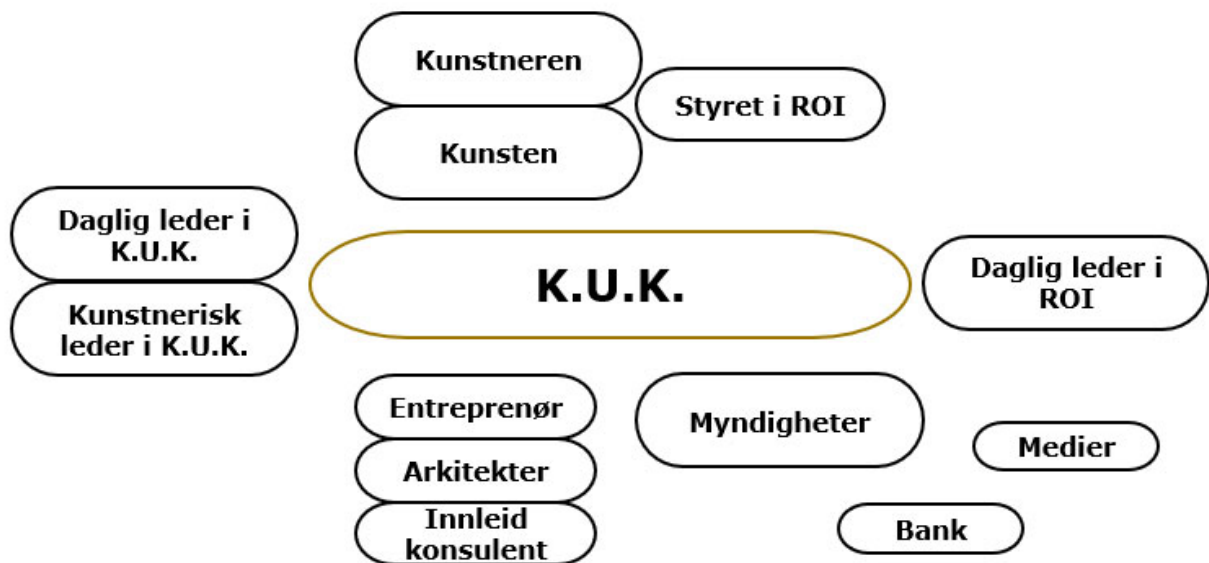 Kunstneren
Styret i ROI
Kunsten
Daglig leder i
K.U.K.
Kunstnerisk
leder i K.U.K.
K.U.K.
Daglig leder i
ROI
Entreprenør
Arkitekter
Innleid
konsulent
Myndigheter
Medier
Bank